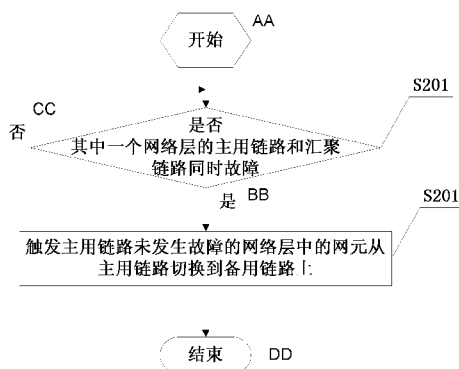 AA
开始
CC
S201
否
是否
其中一个网络层的主用链路和汇聚
链路同时故障
是
BB
S201
触发主用链路未发生故障的网络层中的网元从
主用链路切换到备用链路上
结束
DD